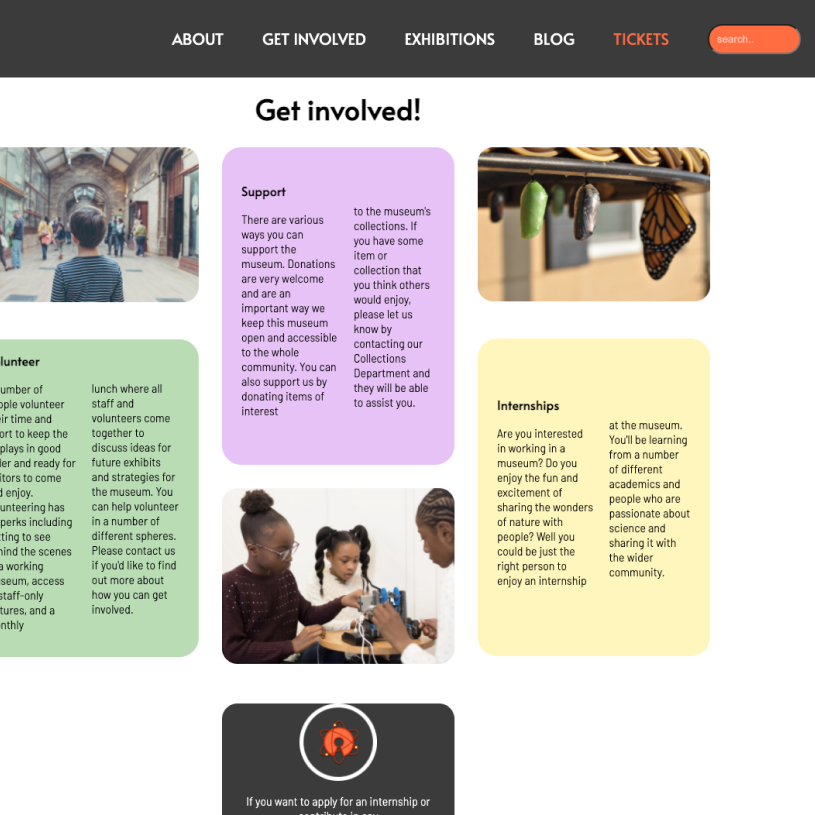 ABOUT
GET INVOLVED
EXHIBITIONS
BLOG
TICKETS
search..
Get involved!
Support
There are various
ways you can
support the
museum. Donations
are very welcome
and are an
important way we
keep this museum
open and accessible
to the whole
community. You can
also support us by
donating items of
interest
to the museum's
collections. If
you have some
item or
collection that
you think others
would enjoy,
please let us
know by
contacting our
Collections
Department and
they will be able
to assist you.
lunteer
umber of
ople volunteer
eir time and
ort to keep the
plays in good
er and ready for
itors to come
d enjoy.
unteering has
perks including
ting to see
hind the scenes
a working
seum, access
staff-only
tures, and a
nthly
lunch where all
staff and
volunteers come
together to
discuss ideas for
future exhibits
and strategies for
the museum. You
can help volunteer
in a number of
different spheres.
Please contact us
if you'd like to find
out more about
how you can get
involved.
Internships
Are you interested
in working in a
museum? Do you
enjoy the fun and
excitement of
sharing the wonders
of nature with
people? Well you
could be just the
right person to
enjoy an internship
at the museum.
You'll be learning
from a number
of different
academics and
people who are
passionate about
science and
sharing it with
the wider
community.
If you want to apply for an internship or
contribute in any